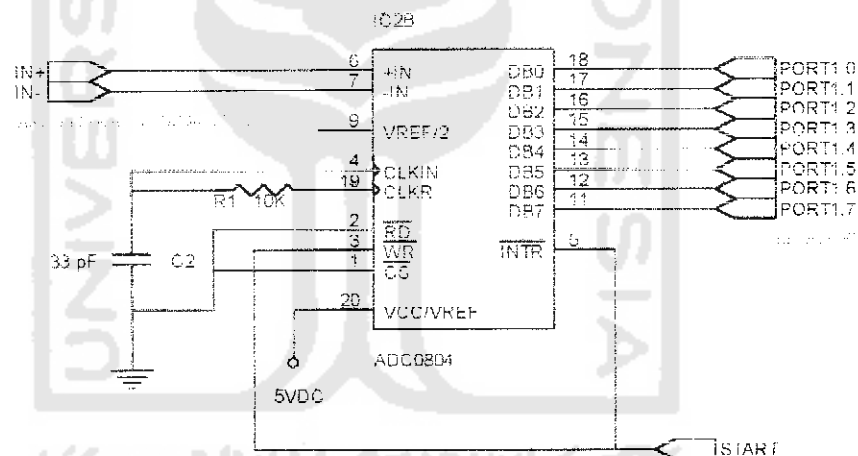 IC2B
IN+
IN-
6
7
9
4
19
2
3
1
20
+IN
-IN
VREF/2
CLKIN
CLKR
RD
WR
CS
VCC/VREF
DB0
DB1
DB2
DB3
DB4
DB5
DB6
DB7
INTR
18
17
16
15
14
13
12
11
5
PORT1.0
PORT1.1
PORT1.2
PORT1.3
PORT1.4
PORT1.5
PORT1.6
PORT1.7
R1 10K
33 pF
C2
5VDC
ADC0804
START
UNIVERS
ONESIA